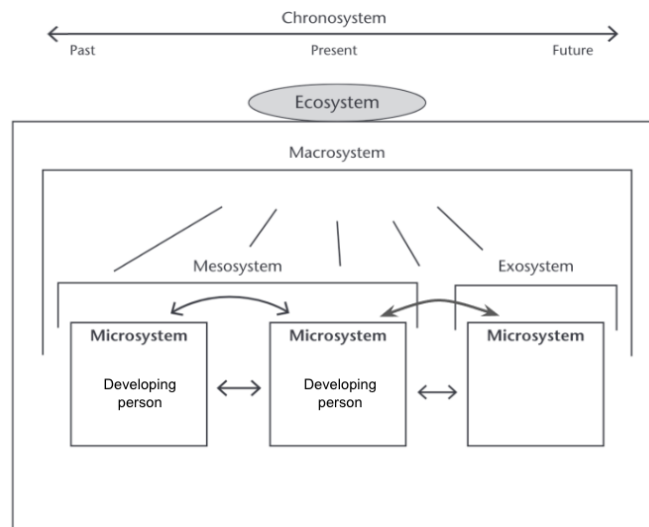 Chronosystem
Past Present Future
Ecosystem
Macrosystem
Mesosystem Exosystem
Microsystem Microsystem Microsystem
Developing Developing
person person